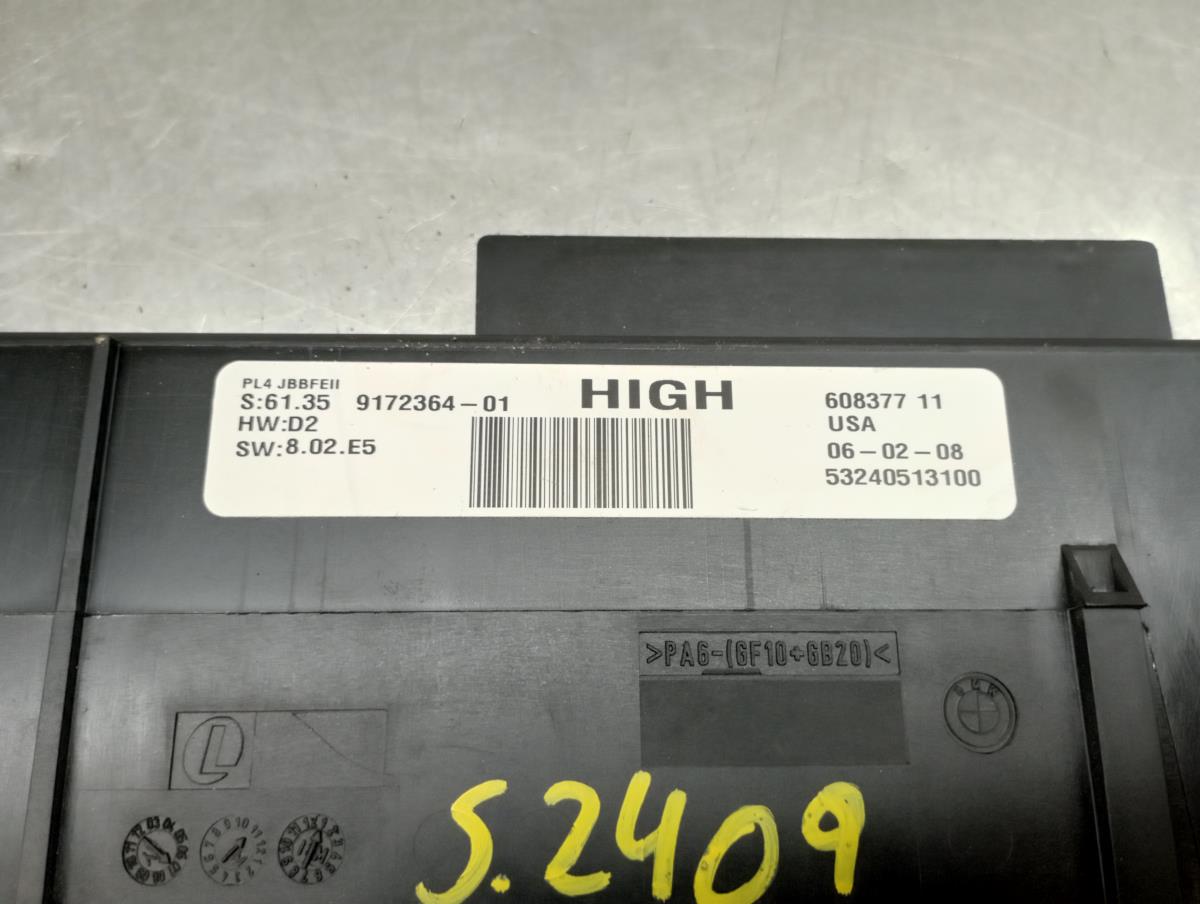 PL4 JBBFEII
S:61.35 9172364-01
HW:D2
SW:8.02.E5
HIGH
608377 11
USA
06-02-08
53240513100
>PA6-(GF10+GB20)<
BMW
L
S.2409